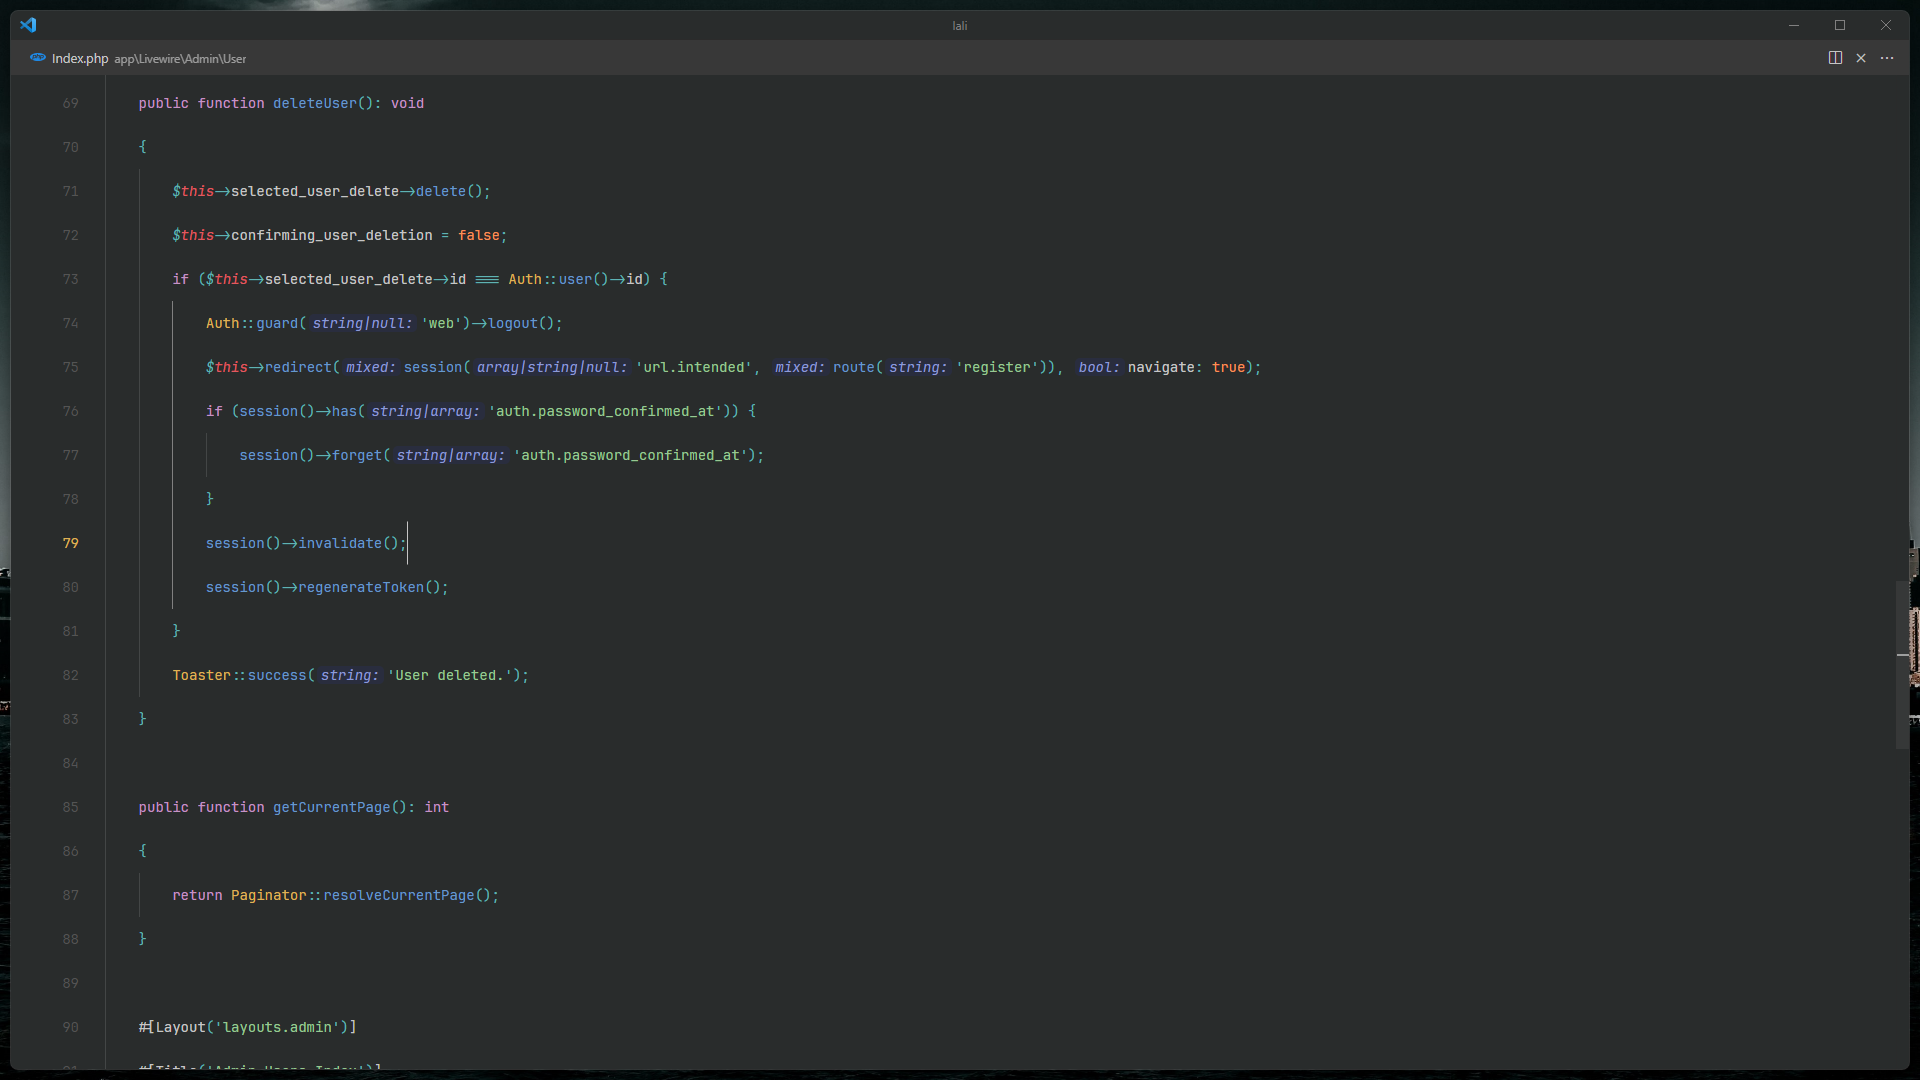 lali
Index.php app\Livewire\Admin\User
69 public function deleteUser(): void
70 {
71 $this->selected_user_delete->delete();
72 $this->confirming_user_deletion = false;
73 if ($this->selected_user_delete->id === Auth::user()->id) {
74 Auth::guard(string|null: 'web')->logout();
75 $this->redirect(mixed: session(array|string|null: 'url.intended', mixed: route(string: 'register')), bool: navigate: true);
76 if (session()->has(string|array: 'auth.password_confirmed_at')) {
77 session()->forget(string|array: 'auth.password_confirmed_at');
78 }
79 session()->invalidate();
80 session()->regenerateToken();
81 }
82 Toaster::success(string: 'User deleted.');
83 }
84
85 public function getCurrentPage(): int
86 {
87 return Paginator::resolveCurrentPage();
88 }
89
90 #[Layout('layouts.admin')]
91 #[Title('Admin Users Index')]